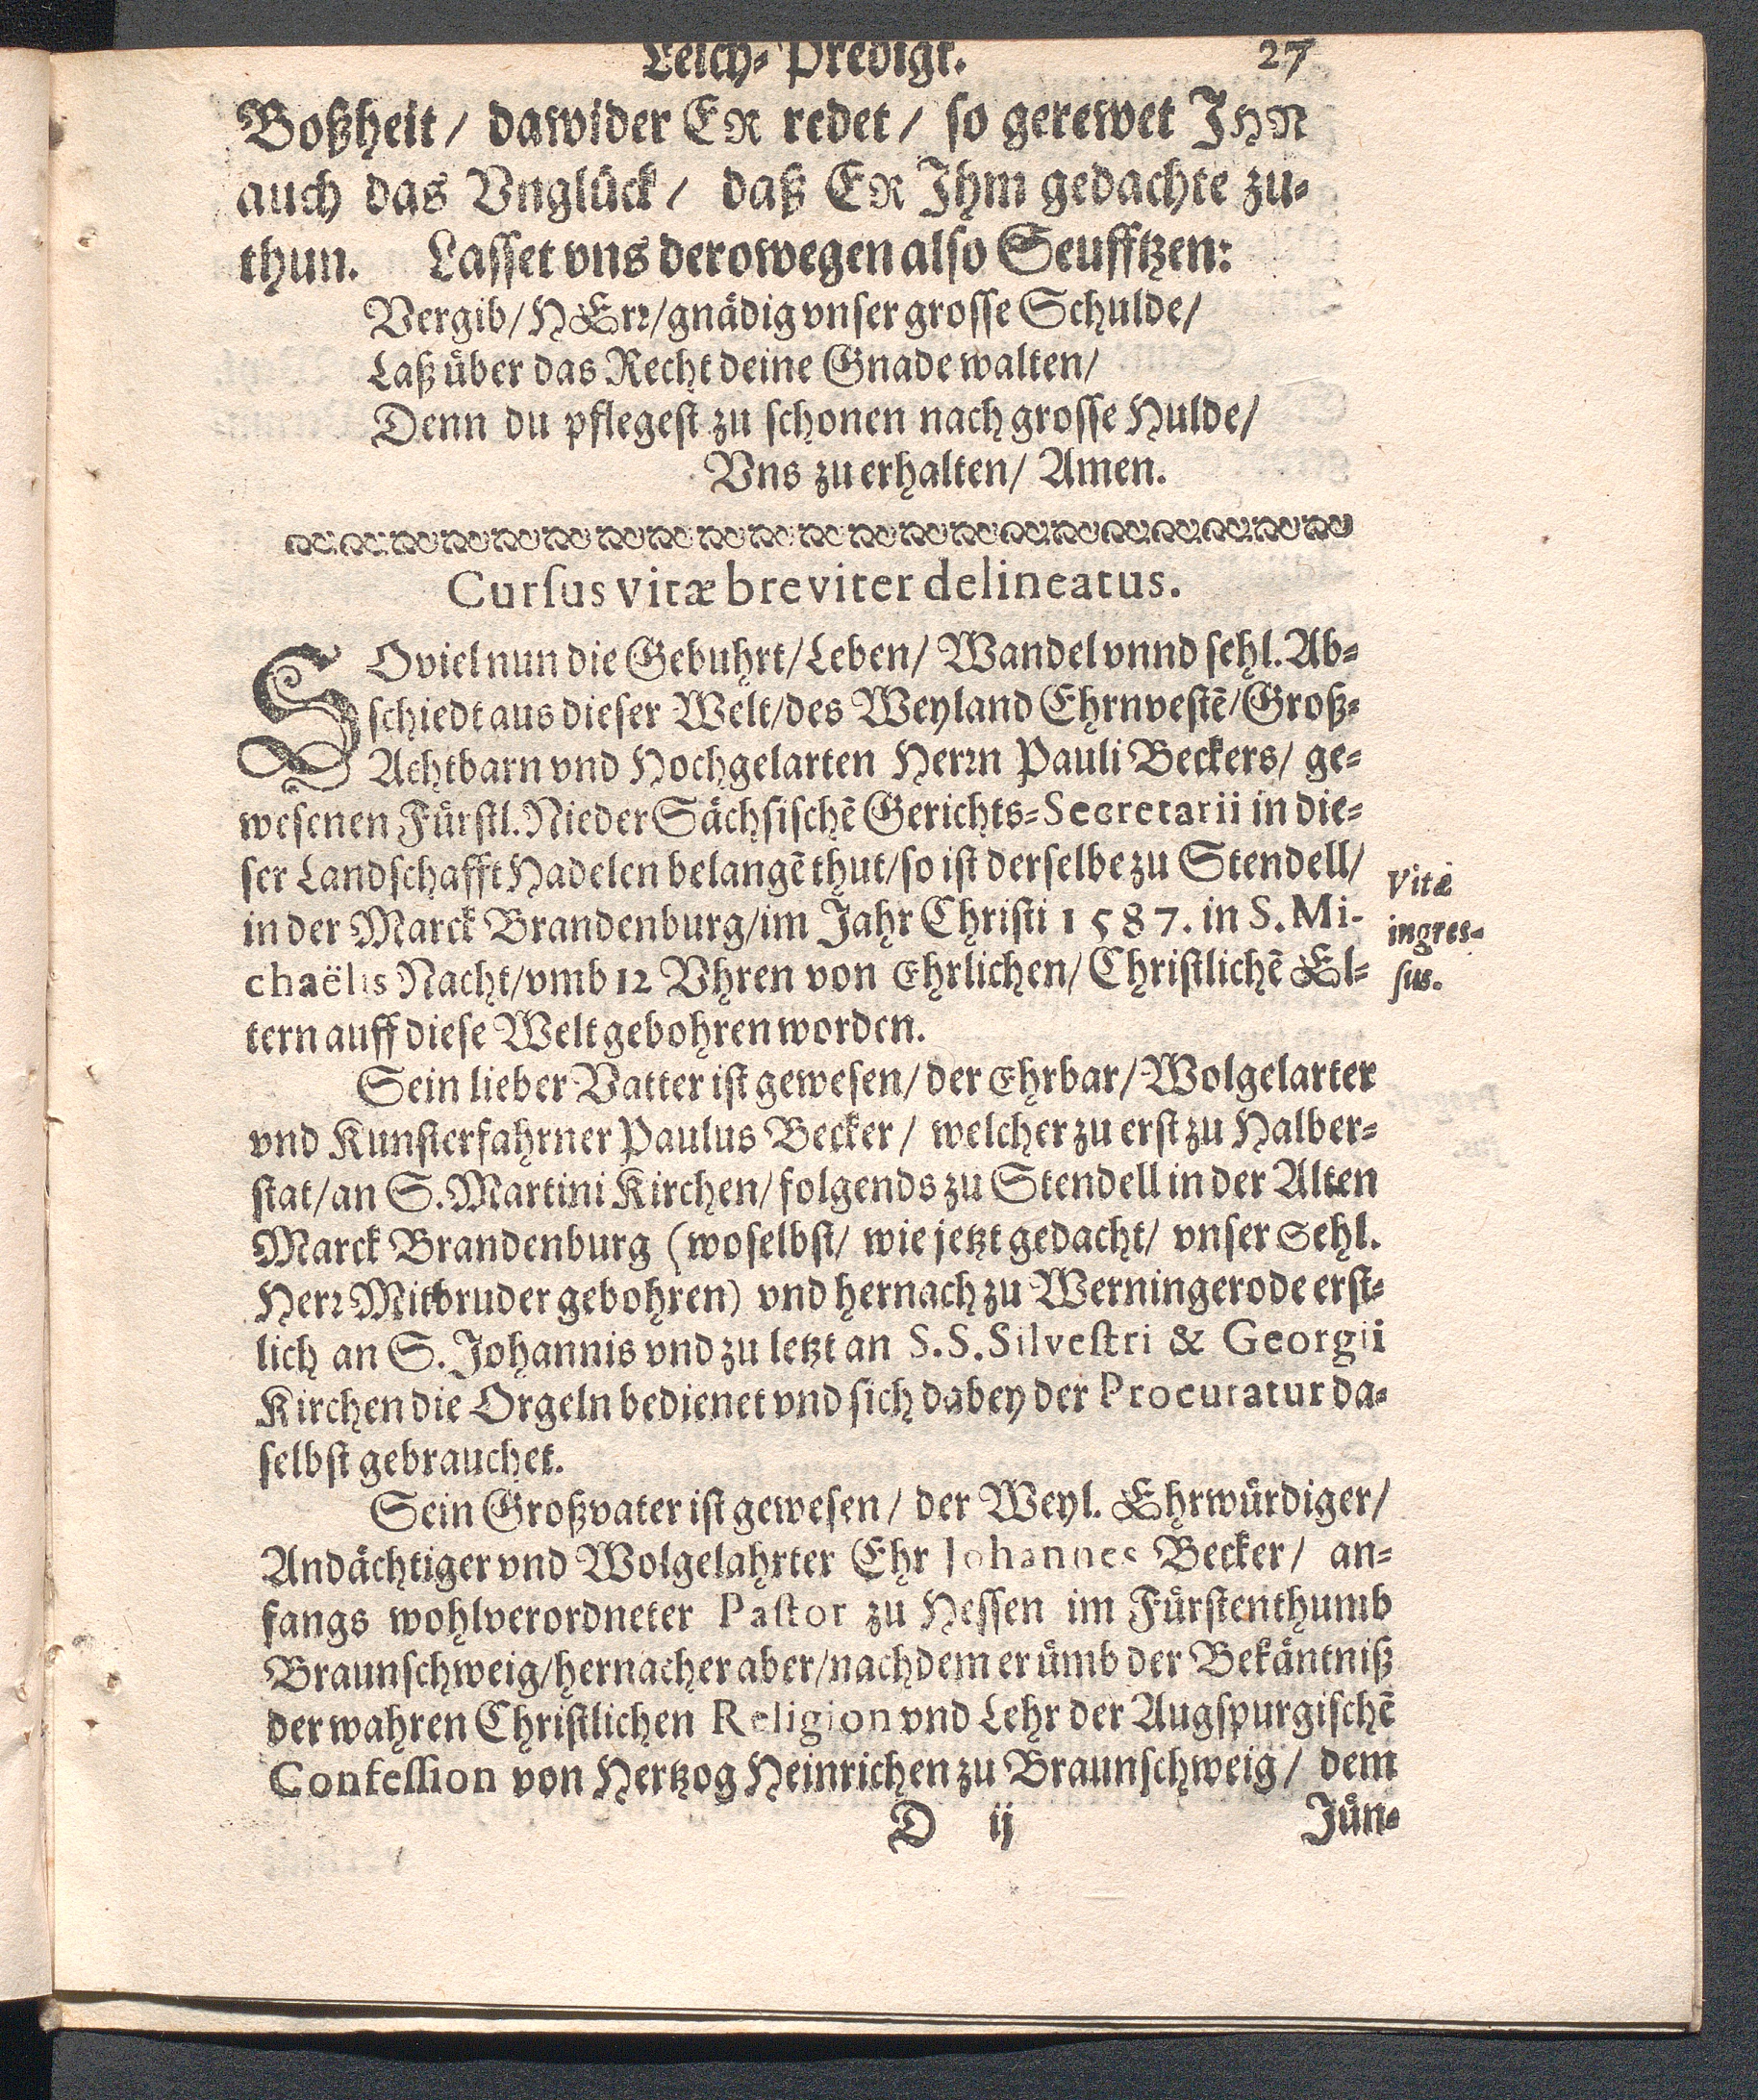 Leich-Predigt. 27
Boßheit/ dawider ER redet/ so gerewet JHN
auch das Vnglück/ daß ER Jhm gedachte zu-
thun. Lasset vns derowegen also Seufftzen:
Vergib/ HErr/ gnädig vnser grosse Schulde/
Laß über das Recht deine Gnade walten/
Denn du pflegest zu schonen nach grosse Hulde/
Vns zu erhalten/ Amen.
Cursus vitæ breviter delineatus.
SOviel nun die Gebuhrt/ Leben/ Wandel vnnd sehl. Ab-
schiedt aus dieser Welt/ des Weyland Ehrnvestẽ/ Groß-
Achtbarn vnd Hochgelarten Herrn Pauli Beckers/ ge-
wesenen Fürstl. Nieder Sächsischẽ Gerichts-Secretarii in die-
ser Landschafft Hadelen belangẽ thut/ so ist derselbe zu Stendell/
in der Marck Brandenburg/ im Jahr Christi 1587. in S. Mi-
chaëlis Nacht/ vmb 12 Vhren von Ehrlichen/ Christlichẽ El-
tern auff diese Welt gebohren worden.
Vitæ
ingres-
sus.
Sein lieber Vatter ist gewesen/ der Ehrbar/ Wolgelarter
vnd Kunsterfahrner Paulus Becker/ welcher zu erst zu Halber-
stat/ an S. Martini Kirchen/ folgends zu Stendell in der Alten
Marck Brandenburg (woselbst/ wie jetzt gedacht/ vnser Sehl.
Herr Mitbruder gebohren) vnd hernach zu Werningerode erst-
lich an S. Johannis vnd zu letzt an S. S. Silvestri & Georgii
Kirchen die Orgeln bedienet vnd sich dabey der Procuratur da-
selbst gebrauchet.
Sein Großvater ist gewesen/ der Weyl. Ehrwürdiger/
Andächtiger vnd Wolgelahrter Ehr Johannes Becker/ an-
fangs wohlverordneter Pastor zu Hessen im Fürstenthumb
Braunschweig/ hernacher aber/ nachdem er ümb der Bekäntniß
der wahren Christlichen Religion vnd Lehr der Augspurgischẽ
Confession von Hertzog Heinrichen zu Braunschweig/ dem
D ij Jün-